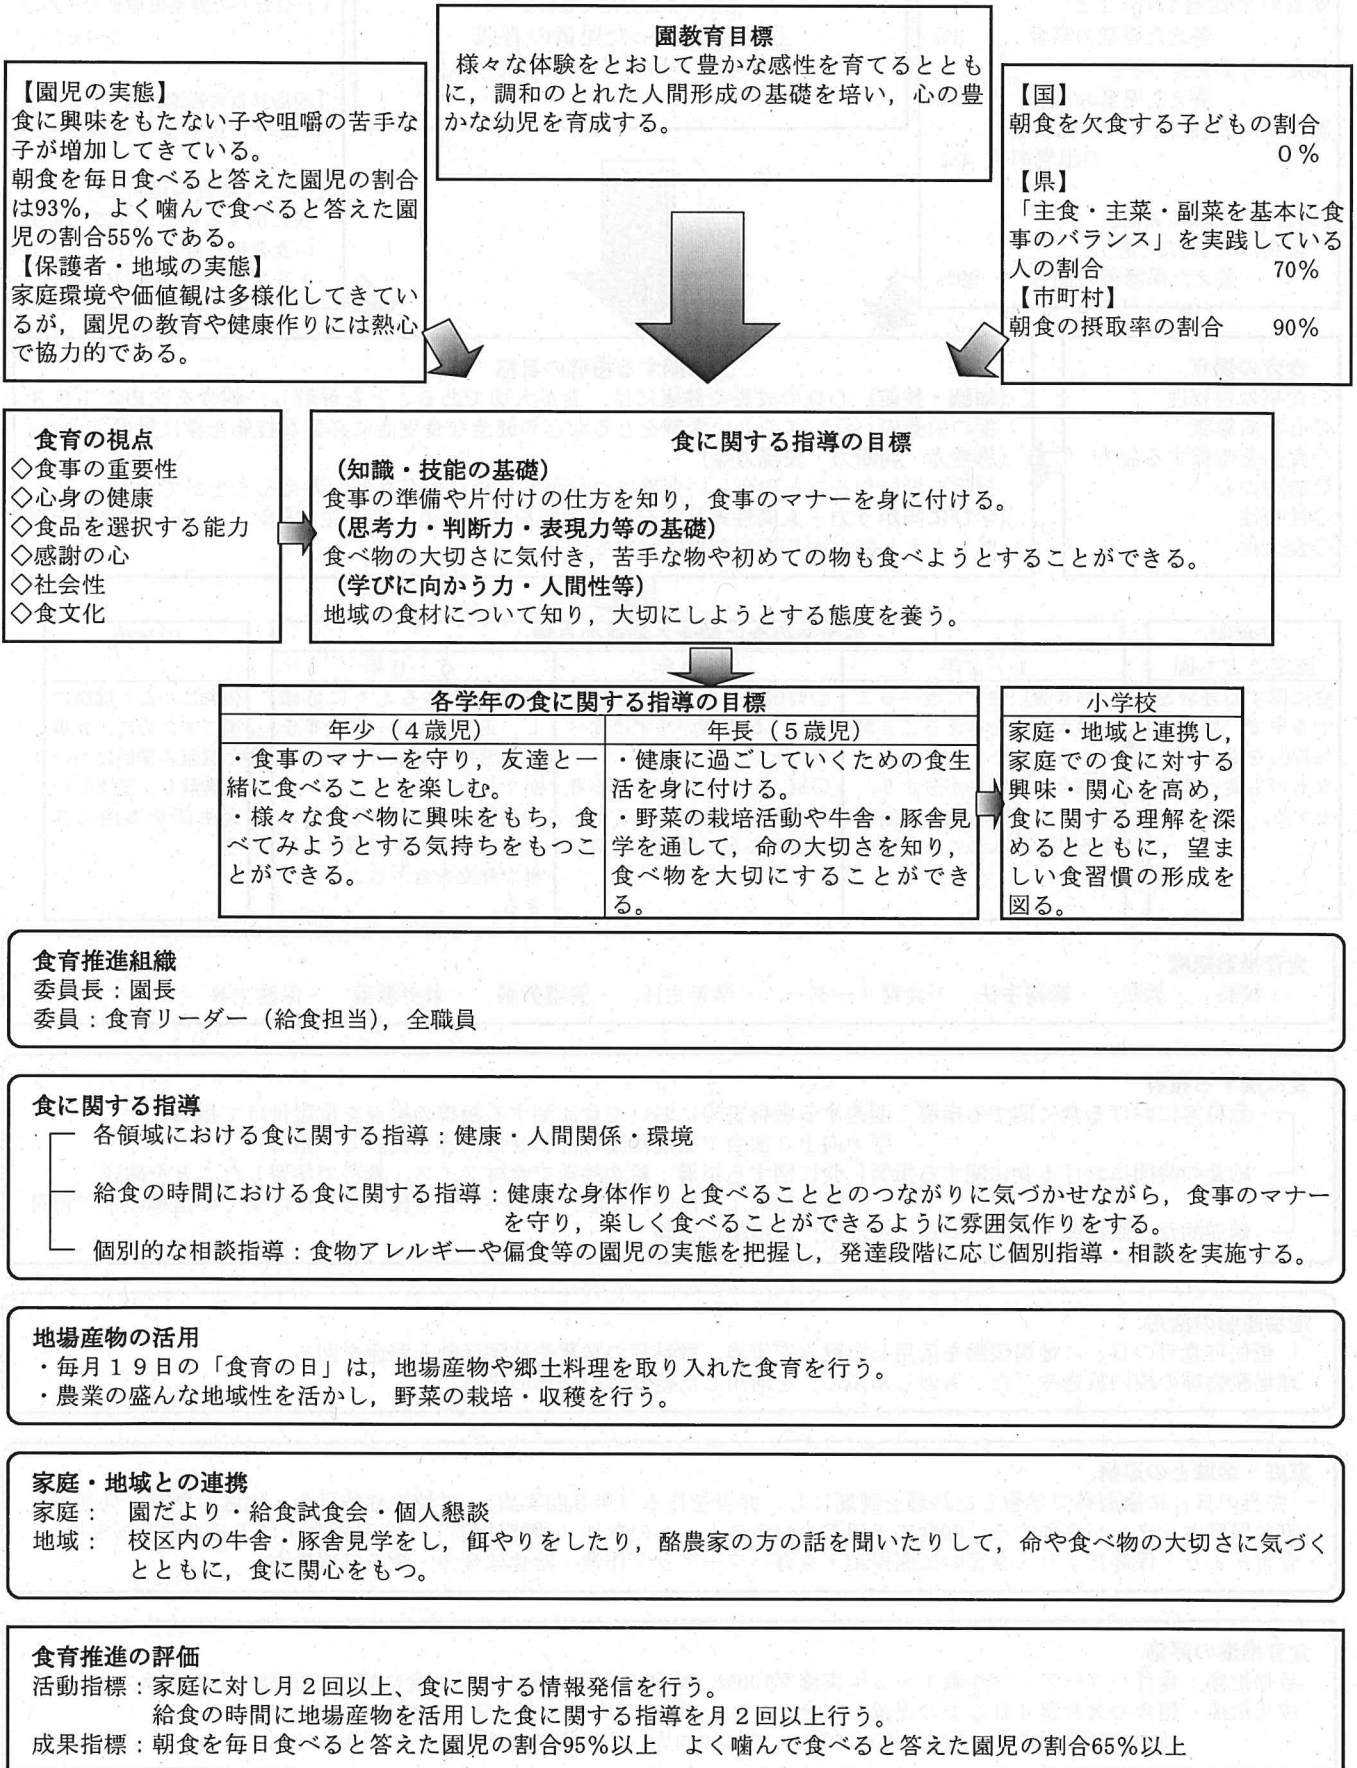 園教育目標
様々な体験をとおして豊かな感性を育てるととも
に，調和のとれた人間形成の基礎を培い，心の豊
かな幼児を育成する。
【園児の実態】
食に興味をもたない子や咀嚼の苦手な
子が増加してきている。
朝食を毎日食べると答えた園児の割合
は93%，よく噛んで食べると答えた園
児の割合55%である。
【保護者・地域の実態】
家庭環境や価値観は多様化してきてい
るが，園児の教育や健康作りには熱心
で協力的である。
【国】
朝食を欠食する子どもの割合
０%
【県】
「主食・主菜・副菜を基本に食
事のバランス」を実践している
人の割合 70%
【市町村】
朝食の摂取率の割合 90%
食育の視点
◇食事の重要性
◇心身の健康
◇食品を選択する能力
◇感謝の心
◇社会性
◇食文化
食に関する指導の目標
（知識・技能の基礎）
食事の準備や片付けの仕方を知り，食事のマナーを身に付ける。
（思考力・判断力・表現力等の基礎）
食べ物の大切さに気付き，苦手な物や初めての物も食べようとすることができる。
（学びに向かう力・人間性等）
地域の食材について知り，大切にしようとする態度を養う。
各学年の食に関する指導の目標
年少（４歳児）
・食事のマナーを守り，友達と一
緒に食べることを楽しむ。
・様々な食べ物に興味をもち，食
べてみようとする気持ちをもつこ
とができる。
年長（５歳児）
・健康に過ごしていくための食生
活を身に付ける。
・野菜の栽培活動や牛舎・豚舎見
学を通して，命の大切さを知り，
食べ物を大切にすることができ
る。
小学校
家庭・地域と連携し，
家庭での食に対する
興味・関心を高め，
食に関する理解を深
めるとともに，望ま
しい食習慣の形成を
図る。
食育推進組織
委員長：園長
委員：食育リーダー（給食担当），全職員
食に関する指導
各領域における食に関する指導：健康・人間関係・環境
給食の時間における食に関する指導：健康な身体作りと食べることとのつながりに気づかせながら，食事のマナー
を守り，楽しく食べることができるように雰囲気作りをする。
個別的な相談指導：食物アレルギーや偏食等の園児の実態を把握し，発達段階に応じ個別指導・相談を実施する。
地場産物の活用
・毎月１９日の「食育の日」は，地場産物や郷土料理を取り入れた食育を行う。
・農業の盛んな地域性を活かし，野菜の栽培・収穫を行う。
家庭・地域との連携
家庭： 園だより・給食試食会・個人懇談
地域： 校区内の牛舎・豚舎見学をし，餌やりをしたり，酪農家の方の話を聞いたりして，命や食べ物の大切さに気づく
とともに，食に関心をもつ。
食育推進の評価
活動指標：家庭に対し月２回以上、食に関する情報発信を行う。
給食の時間に地場産物を活用した食に関する指導を月２回以上行う。
成果指標：朝食を毎日食べると答えた園児の割合95%以上 よく噛んで食べると答えた園児の割合65%以上